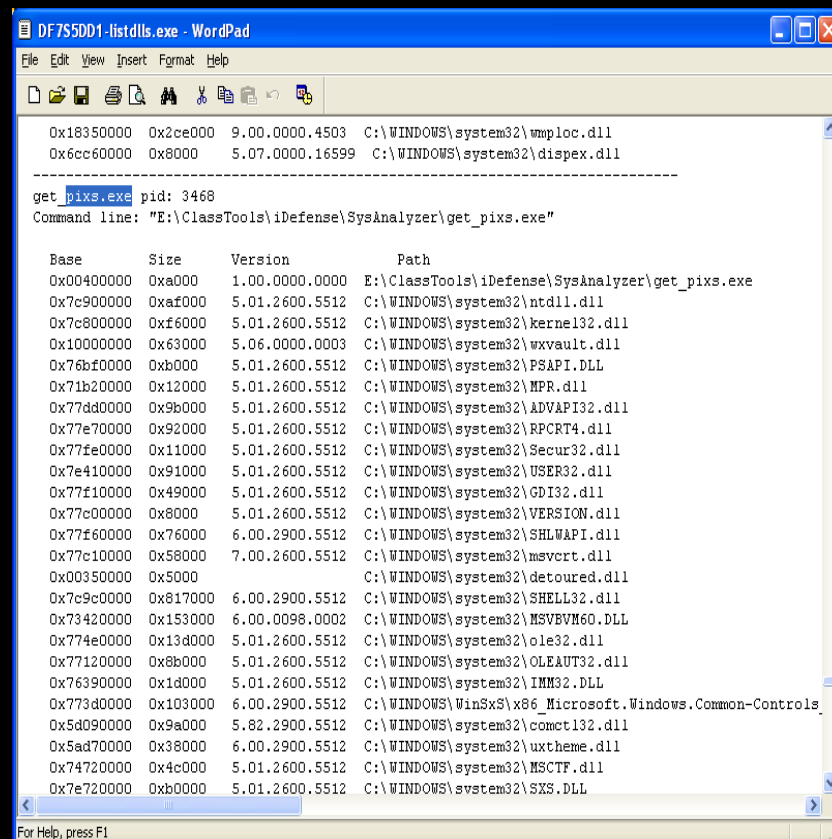 DF7S5DD1-listdlls.exe - WordPad
File Edit View Insert Format Help
0x18350000 0x2ce000 9.00.0000.4503 C:\WINDOWS\system32\wmploc.dll
0x6cc60000 0x8000 5.07.0000.16599 C:\WINDOWS\system32\dispex.dll
------------------------------------------------------------------------------
get_pixs.exe pid: 3468
Command line: "E:\ClassTools\iDefense\SysAnalyzer\get_pixs.exe"
Base Size Version Path
0x00400000 0xa000 1.00.0000.0000 E:\ClassTools\iDefense\SysAnalyzer\get_pixs.exe
0x7c900000 0xaf000 5.01.2600.5512 C:\WINDOWS\system32\ntdll.dll
0x7c800000 0xf6000 5.01.2600.5512 C:\WINDOWS\system32\kernel32.dll
0x10000000 0x63000 5.06.0000.0003 C:\WINDOWS\system32\wxvault.dll
0x76bf0000 0xb000 5.01.2600.5512 C:\WINDOWS\system32\PSAPI.DLL
0x71b20000 0x12000 5.01.2600.5512 C:\WINDOWS\system32\MPR.dll
0x77dd0000 0x9b000 5.01.2600.5512 C:\WINDOWS\system32\ADVAPI32.dll
0x77e70000 0x92000 5.01.2600.5512 C:\WINDOWS\system32\RPCRT4.dll
0x77fe0000 0x11000 5.01.2600.5512 C:\WINDOWS\system32\Secur32.dll
0x7e410000 0x91000 5.01.2600.5512 C:\WINDOWS\system32\USER32.dll
0x77f10000 0x49000 5.01.2600.5512 C:\WINDOWS\system32\GDI32.dll
0x77c00000 0x8000 5.01.2600.5512 C:\WINDOWS\system32\VERSION.dll
0x77f60000 0x76000 6.00.2900.5512 C:\WINDOWS\system32\SHLWAPI.dll
0x77c10000 0x58000 7.00.2600.5512 C:\WINDOWS\system32\msvcrt.dll
0x00350000 0x5000 C:\WINDOWS\system32\detoured.dll
0x7c9c0000 0x817000 6.00.2900.5512 C:\WINDOWS\system32\SHELL32.dll
0x73420000 0x153000 6.00.0098.0002 C:\WINDOWS\system32\MSVBVM60.DLL
0x774e0000 0x13d000 5.01.2600.5512 C:\WINDOWS\system32\ole32.dll
0x77120000 0x8b000 5.01.2600.5512 C:\WINDOWS\system32\OLEAUT32.dll
0x76390000 0x1d000 5.01.2600.5512 C:\WINDOWS\system32\IMM32.DLL
0x773d0000 0x103000 6.00.2900.5512 C:\WINDOWS\WinSxS\x86_Microsoft.Windows.Common-Controls_
0x5d090000 0x9a000 5.82.2900.5512 C:\WINDOWS\system32\comctl32.dll
0x5ad70000 0x38000 6.00.2900.5512 C:\WINDOWS\system32\uxtheme.dll
0x74720000 0x4c000 5.01.2600.5512 C:\WINDOWS\system32\MSCTF.dll
0x7e720000 0xb0000 5.01.2600.5512 C:\WINDOWS\system32\SXS.DLL
For Help, press F1